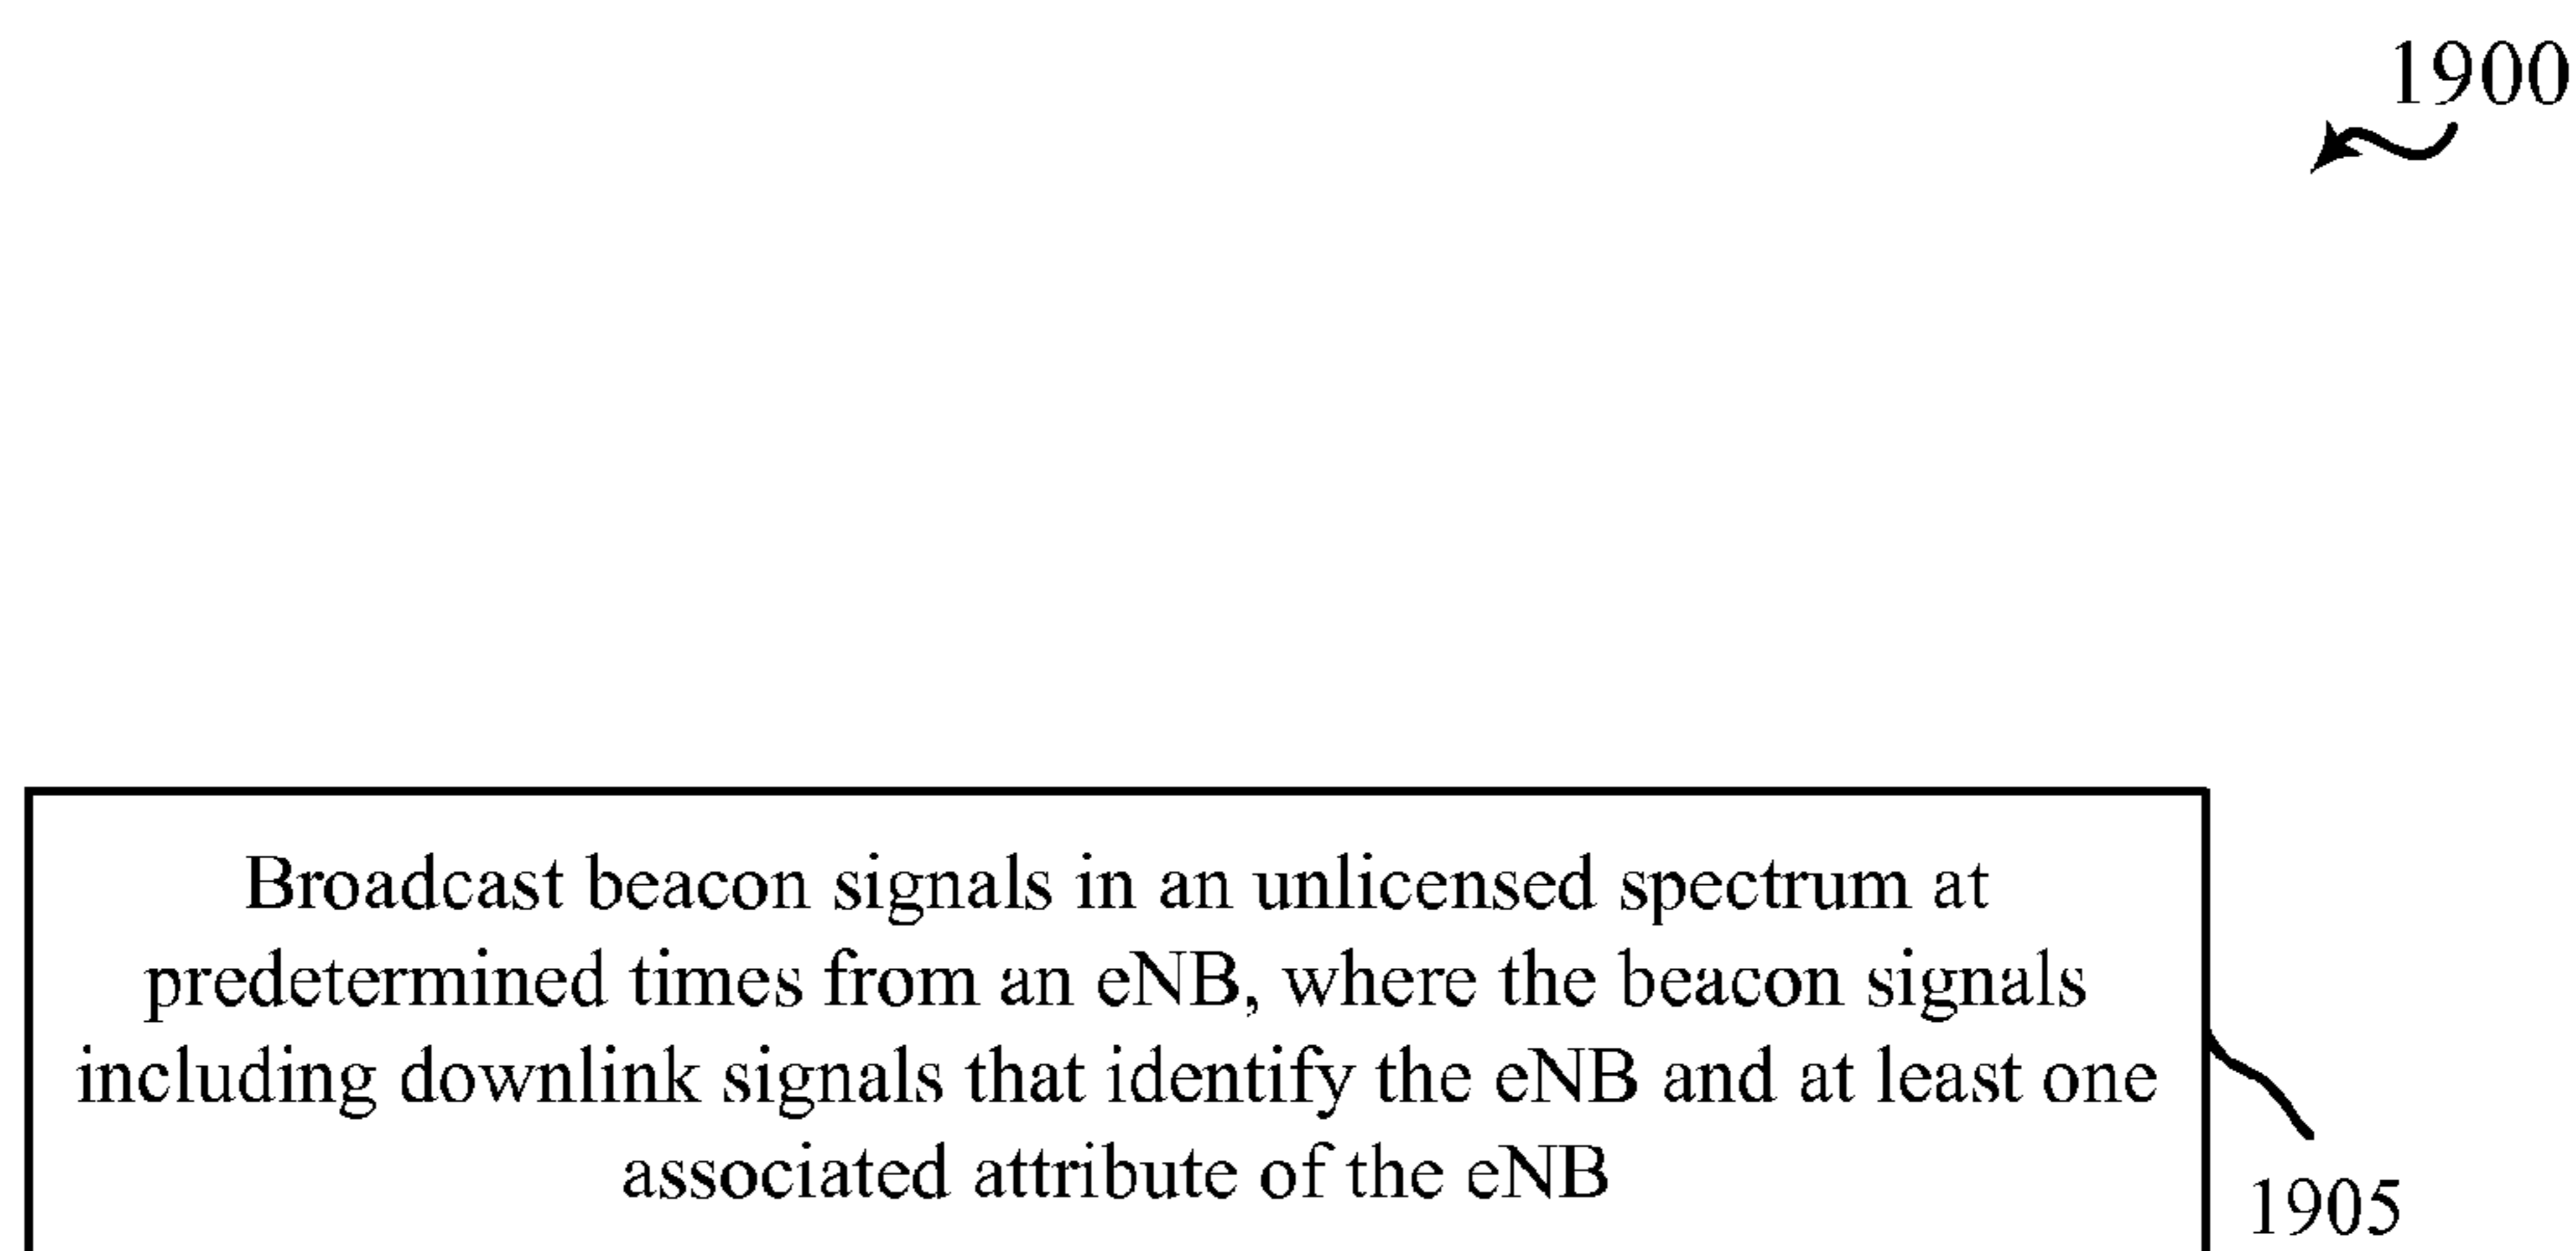 1900
Broadcast beacon signals in an unlicensed spectrum at
predetermined times from an eNB, where the beacon signals
including downlink signals that identify the eNB and at least one
associated attribute of the eNB
1905